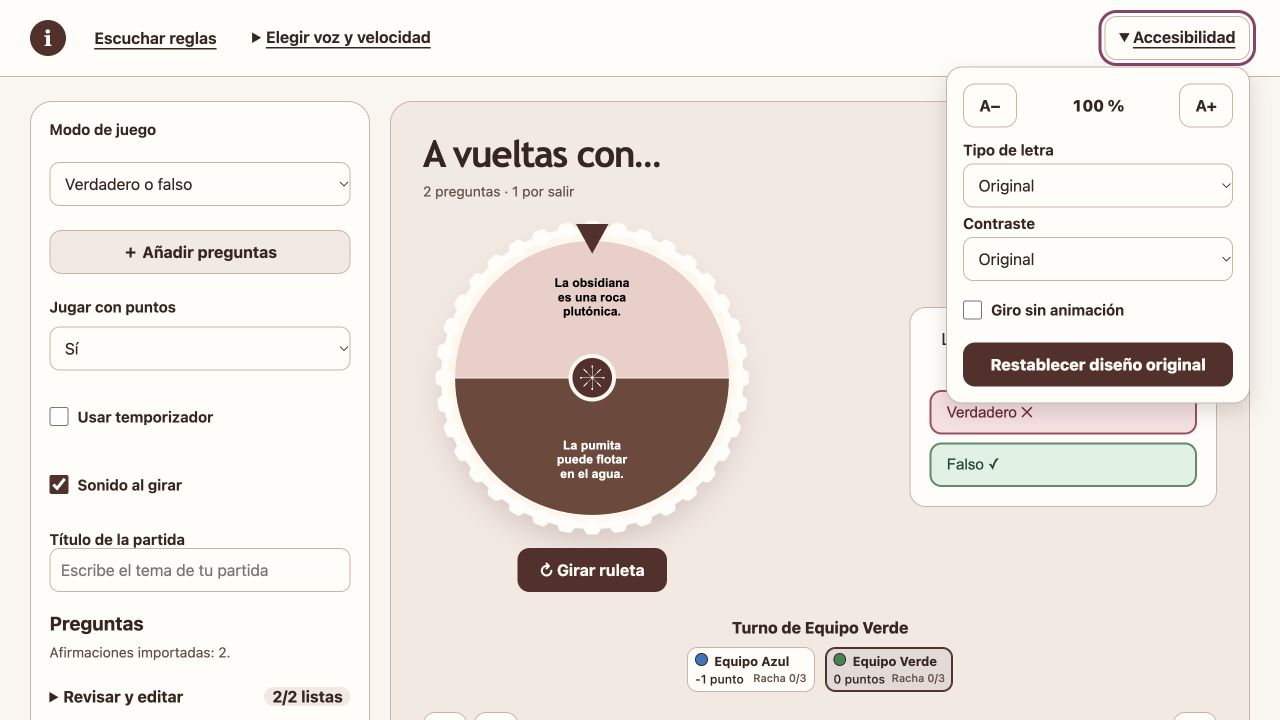 i
Escuchar reglas
▶ Elegir voz y velocidad
▼ Accesibilidad
A− 100 % A+
Tipo de letra
Original
Contraste
Original
Giro sin animación
Restablecer diseño original
Modo de juego
Verdadero o falso
+ Añadir preguntas
Jugar con puntos
Sí
Usar temporizador
Sonido al girar
Título de la partida
Escribe el tema de tu partida
Preguntas
Afirmaciones importadas: 2.
▶ Revisar y editar
2/2 listas
A vueltas con...
2 preguntas · 1 por salir
La obsidiana
es una roca
plutónica.
La pumita
puede flotar
en el agua.
↻ Girar ruleta
Verdadero ✕
Falso ✓
Turno de Equipo Verde
Equipo Azul
-1 punto Racha 0/3
Equipo Verde
0 puntos Racha 0/3